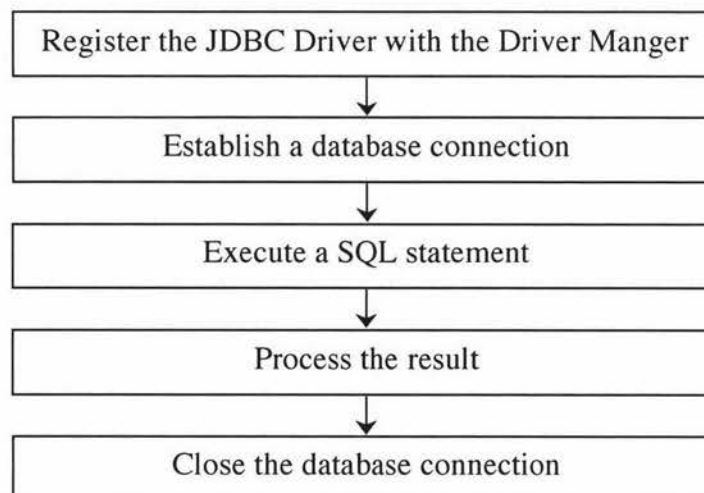 Register the JDBC Driver with the Driver Manger
Establish a database connection
Execute a SQL statement
Process the result
Close the database connection